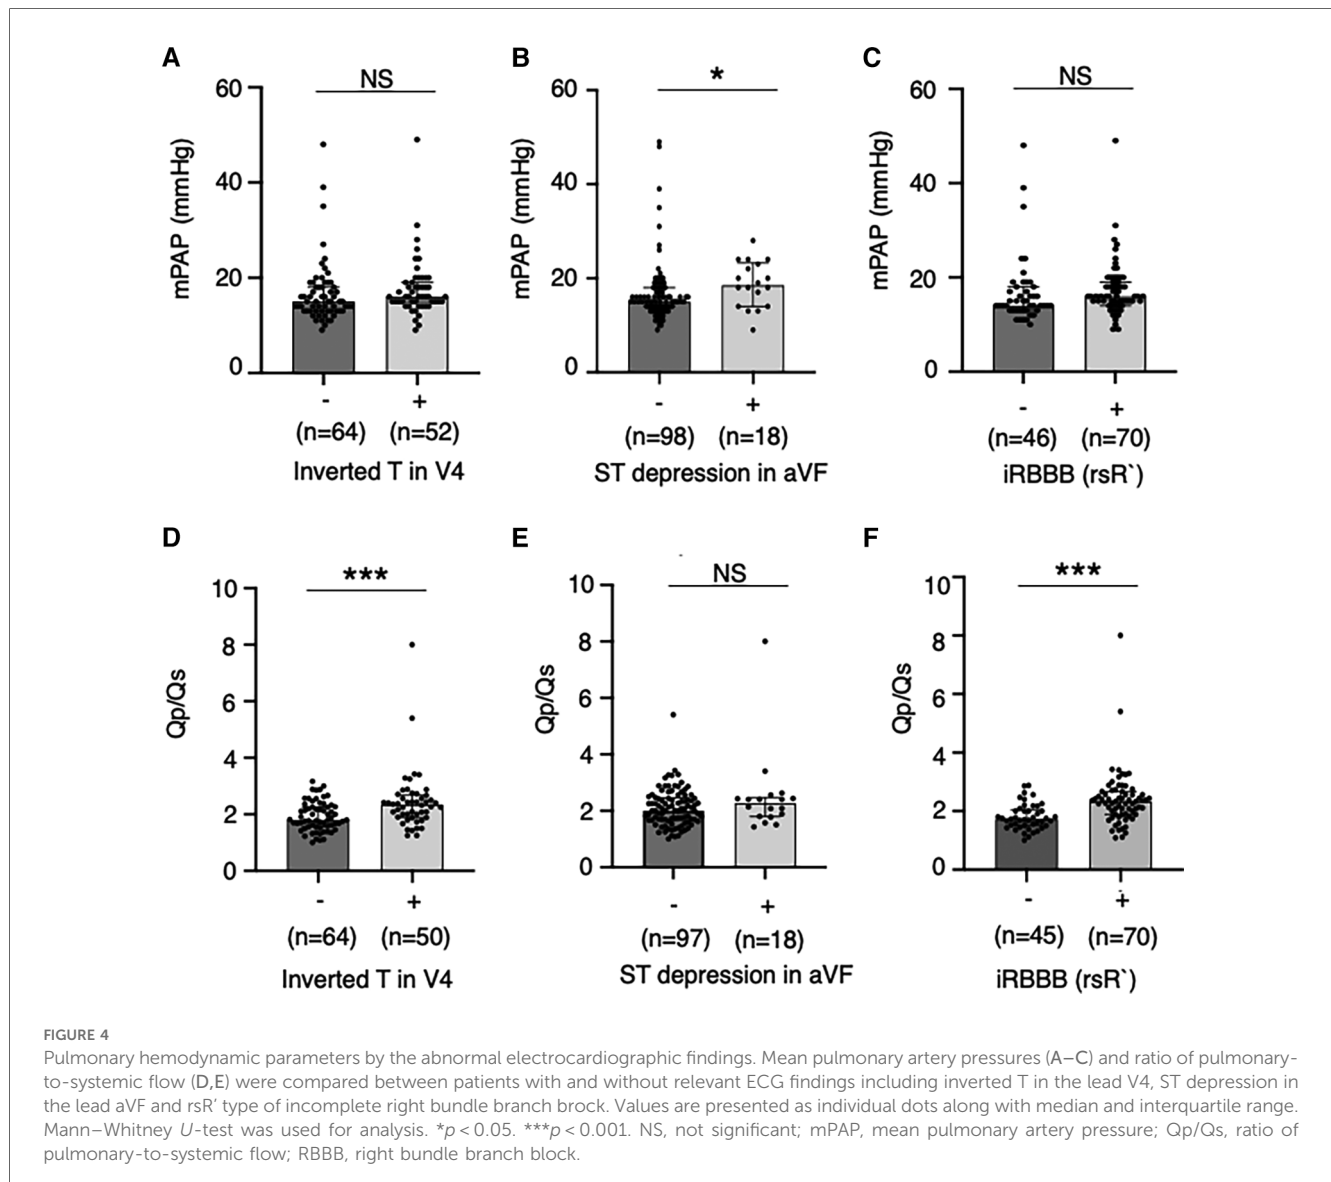 A
B
C
NS
*
NS
60
40
20
0
mPAP (mmHg)
60
40
20
0
mPAP (mmHg)
60
40
20
0
mPAP (mmHg)
- +
- +
- +
(n=64) (n=52)
(n=98) (n=18)
(n=46) (n=70)
Inverted T in V4
ST depression in aVF
iRBBB (rsR`)
D
E
F
***
NS
***
10
8
6
4
2
0
Qp/Qs
10
8
6
4
2
0
Qp/Qs
10
8
6
4
2
0
Qp/Qs
- +
- +
- +
(n=64) (n=50)
(n=97) (n=18)
(n=45) (n=70)
Inverted T in V4
ST depression in aVF
iRBBB (rsR`)
FIGURE 4
Pulmonary hemodynamic parameters by the abnormal electrocardiographic findings. Mean pulmonary artery pressures (A–C) and ratio of pulmonary-
to-systemic flow (D,E) were compared between patients with and without relevant ECG findings including inverted T in the lead V4, ST depression in
the lead aVF and rsR′ type of incomplete right bundle branch brock. Values are presented as individual dots along with median and interquartile range.
Mann–Whitney U-test was used for analysis. *p < 0.05. ***p < 0.001. NS, not significant; mPAP, mean pulmonary artery pressure; Qp/Qs, ratio of
pulmonary-to-systemic flow; RBBB, right bundle branch block.